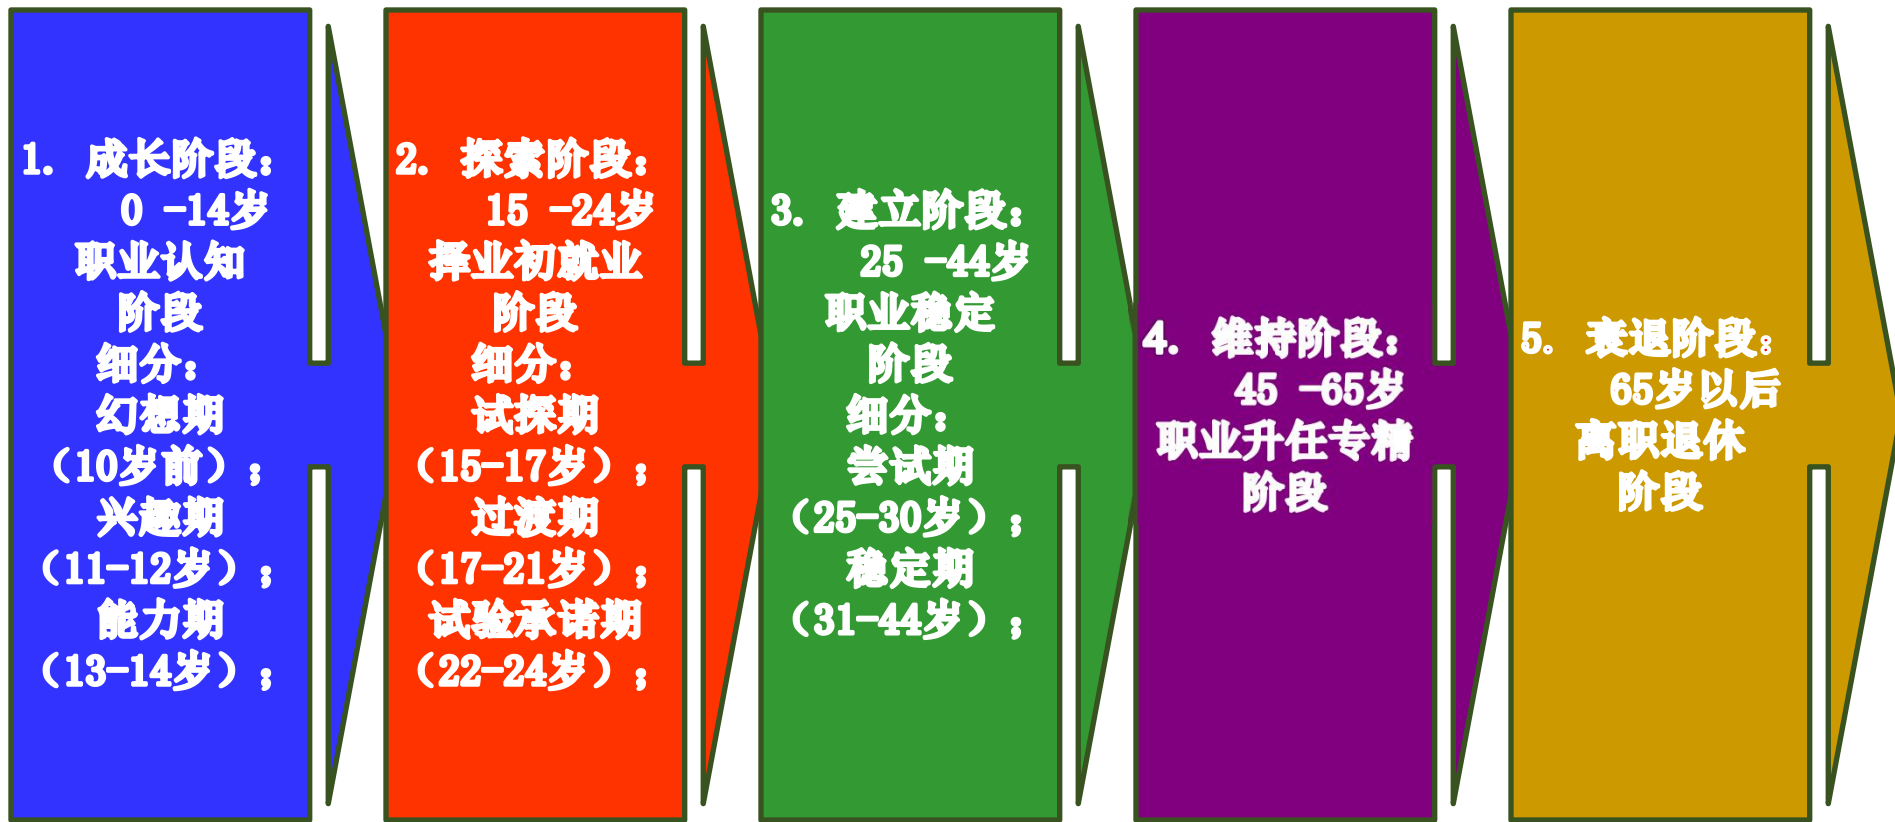 1. 成长阶段：
0 -14岁
职业认知
阶段
细分：
幻想期
（10岁前）；
兴趣期
（11-12岁）；
能力期
（13-14岁）；
2. 探索阶段：
15 -24岁
择业初就业
阶段
细分：
试探期
（15-17岁）；
过渡期
（17-21岁）；
试验承诺期
（22-24岁）；
3. 建立阶段：
25 -44岁
职业稳定
阶段
细分：
尝试期
（25-30岁）；
稳定期
（31-44岁）；
4. 维持阶段：
45 -65岁
职业升任专精
阶段
5. 衰退阶段：
65岁以后
离职退休
阶段